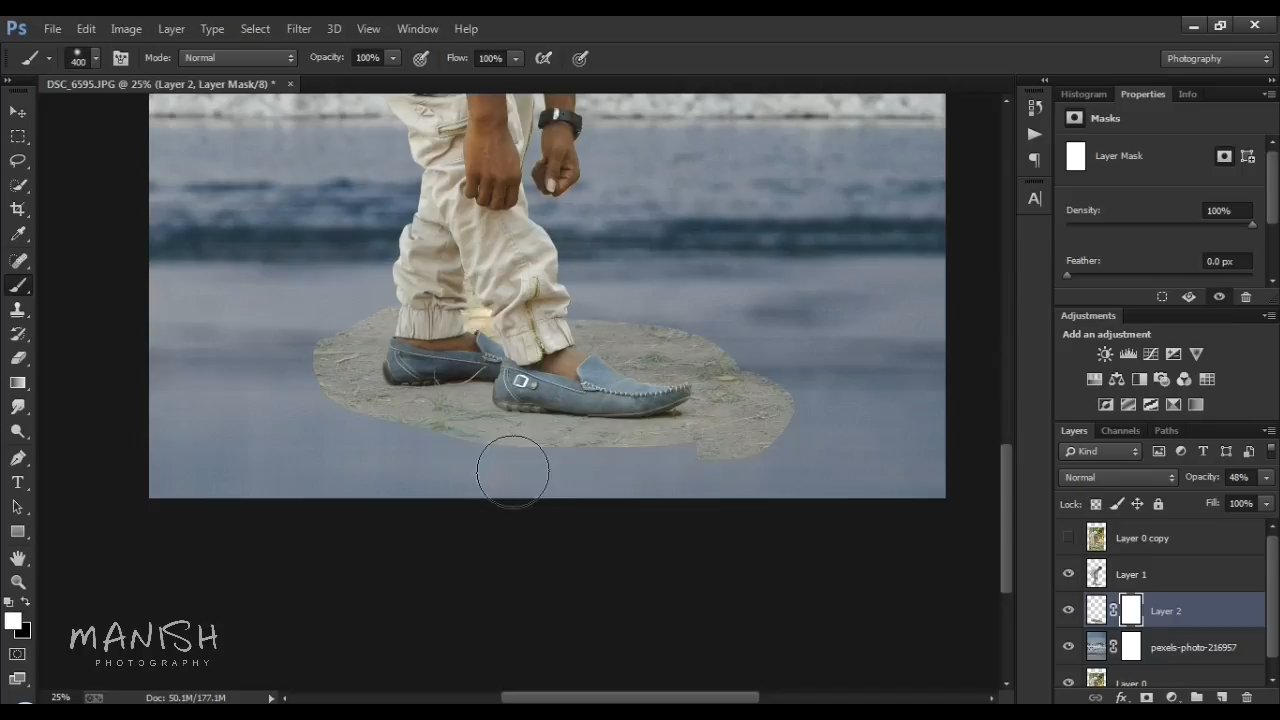 Ps File Edit Image Layer Type Select Filter 3D View Window Help
400 Mode: Normal Opacity: 100% Flow: 100% Photography
DSC_6595.JPG @ 25% (Layer 2, Layer Mask/8) * ×
Histogram Properties Info
Masks
Layer Mask
Density: 100%
Feather: 0.0 px
Adjustments
Add an adjustment
Layers Channels Paths
Kind
Normal Opacity: 48%
Lock: Fill: 100%
Layer 0 copy
Layer 1
Layer 2
pexels-photo-216957
Layer 0
MANISH
PHOTOGRAPHY
25% Doc: 50.1M/177.1M